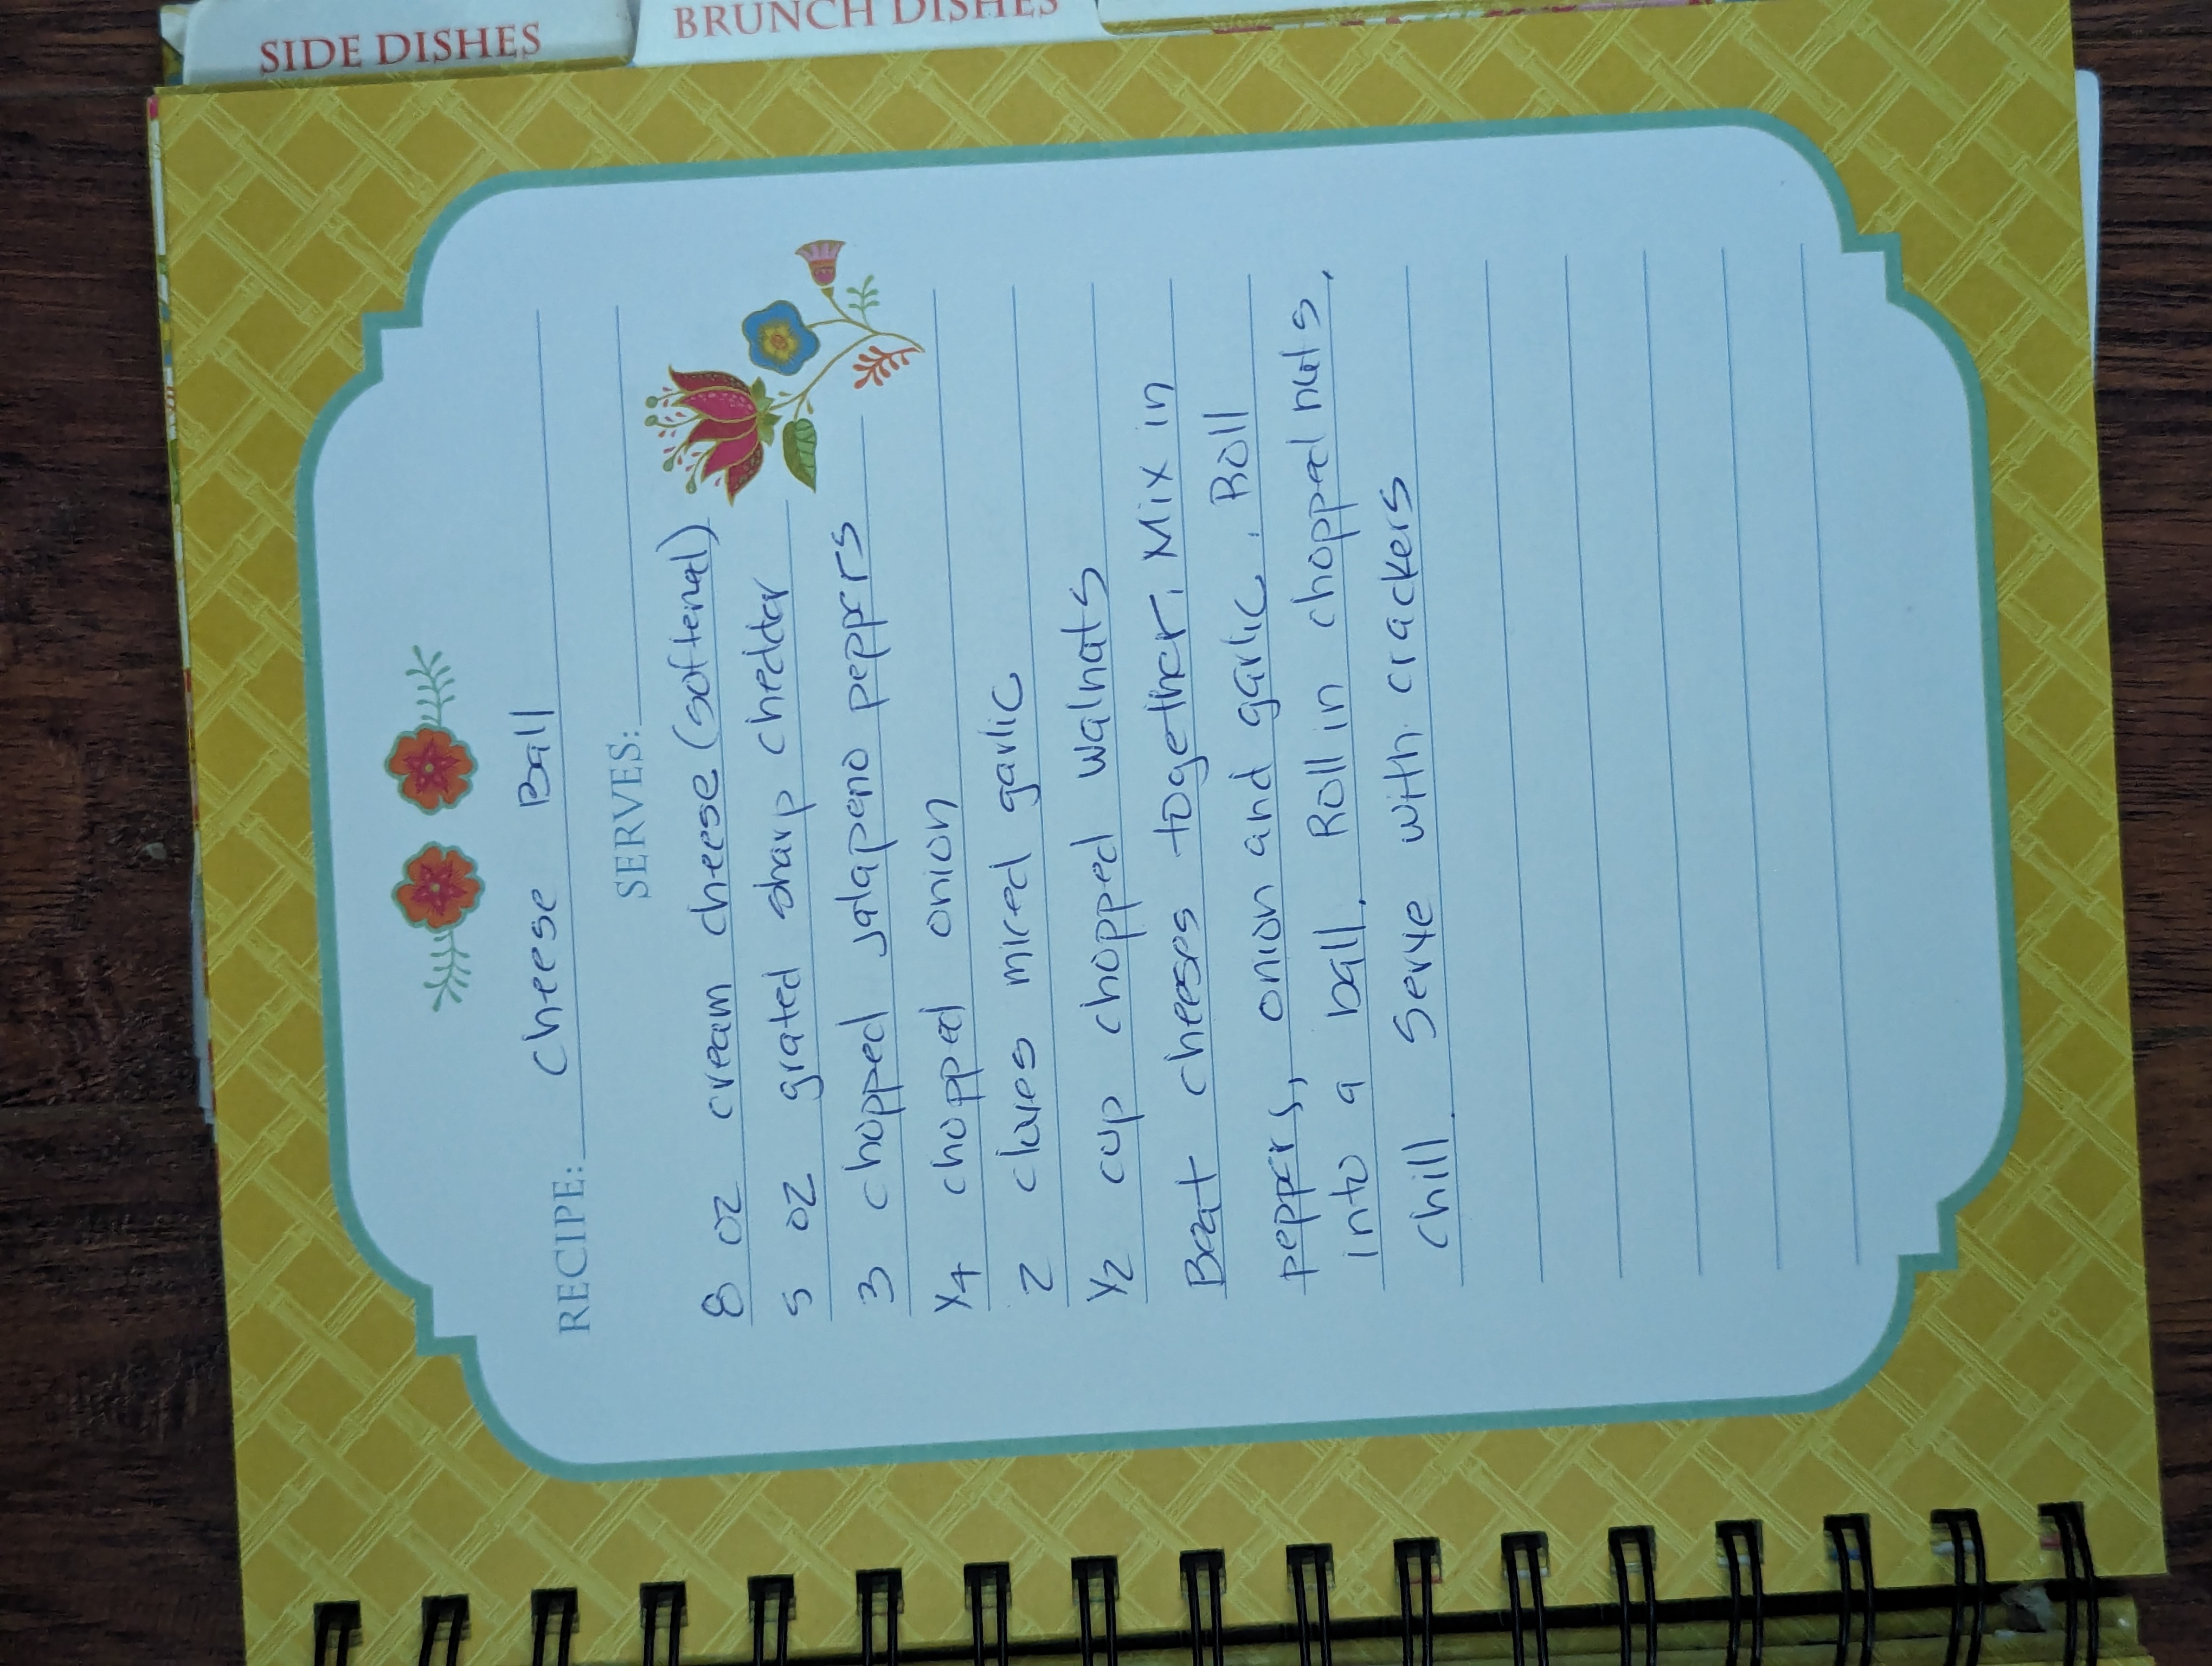 SIDE DISHES
BRUNCH DISHES
RECIPE: Cheese Ball
SERVES:
8 oz cream cheese (softened)
5 oz grated sharp cheddar
3 chopped jalapeno peppers
1/4 chopped onion
2 cloves minced garlic
1/2 cup chopped walnuts
Beat cheeses together. Mix in
peppers, onion and garlic. Roll
into a ball. Roll in chopped nuts.
Chill. Serve with crackers